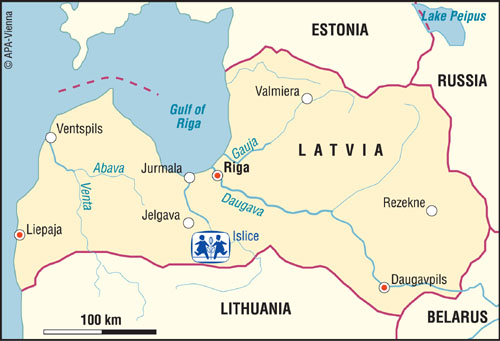 © APA-Vienna
ESTONIA
Lake Peipus
RUSSIA
Gulf of
Riga
Valmiera
Ventspils
LATVIA
Gauja
Abava
Jurmala
Riga
Venta
Daugava
Rezekne
Jelgava
Liepaja
Islice
Daugavpils
LITHUANIA
100 km
BELARUS